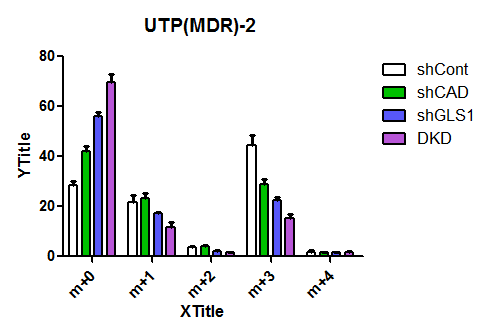 UTP(MDR)-2
80
60
40
20
0
YTitle
m+0
m+1
m+2
m+3
m+4
XTitle
shCont
shCAD
shGLS1
DKD